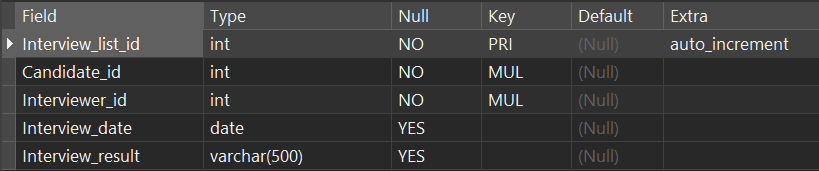 Field Type Null Key Default Extra
Interview_list_id int NO PRI (Null) auto_increment
Candidate_id int NO MUL (Null)
Interviewer_id int NO MUL (Null)
Interview_date date YES (Null)
Interview_result varchar(500) YES (Null)